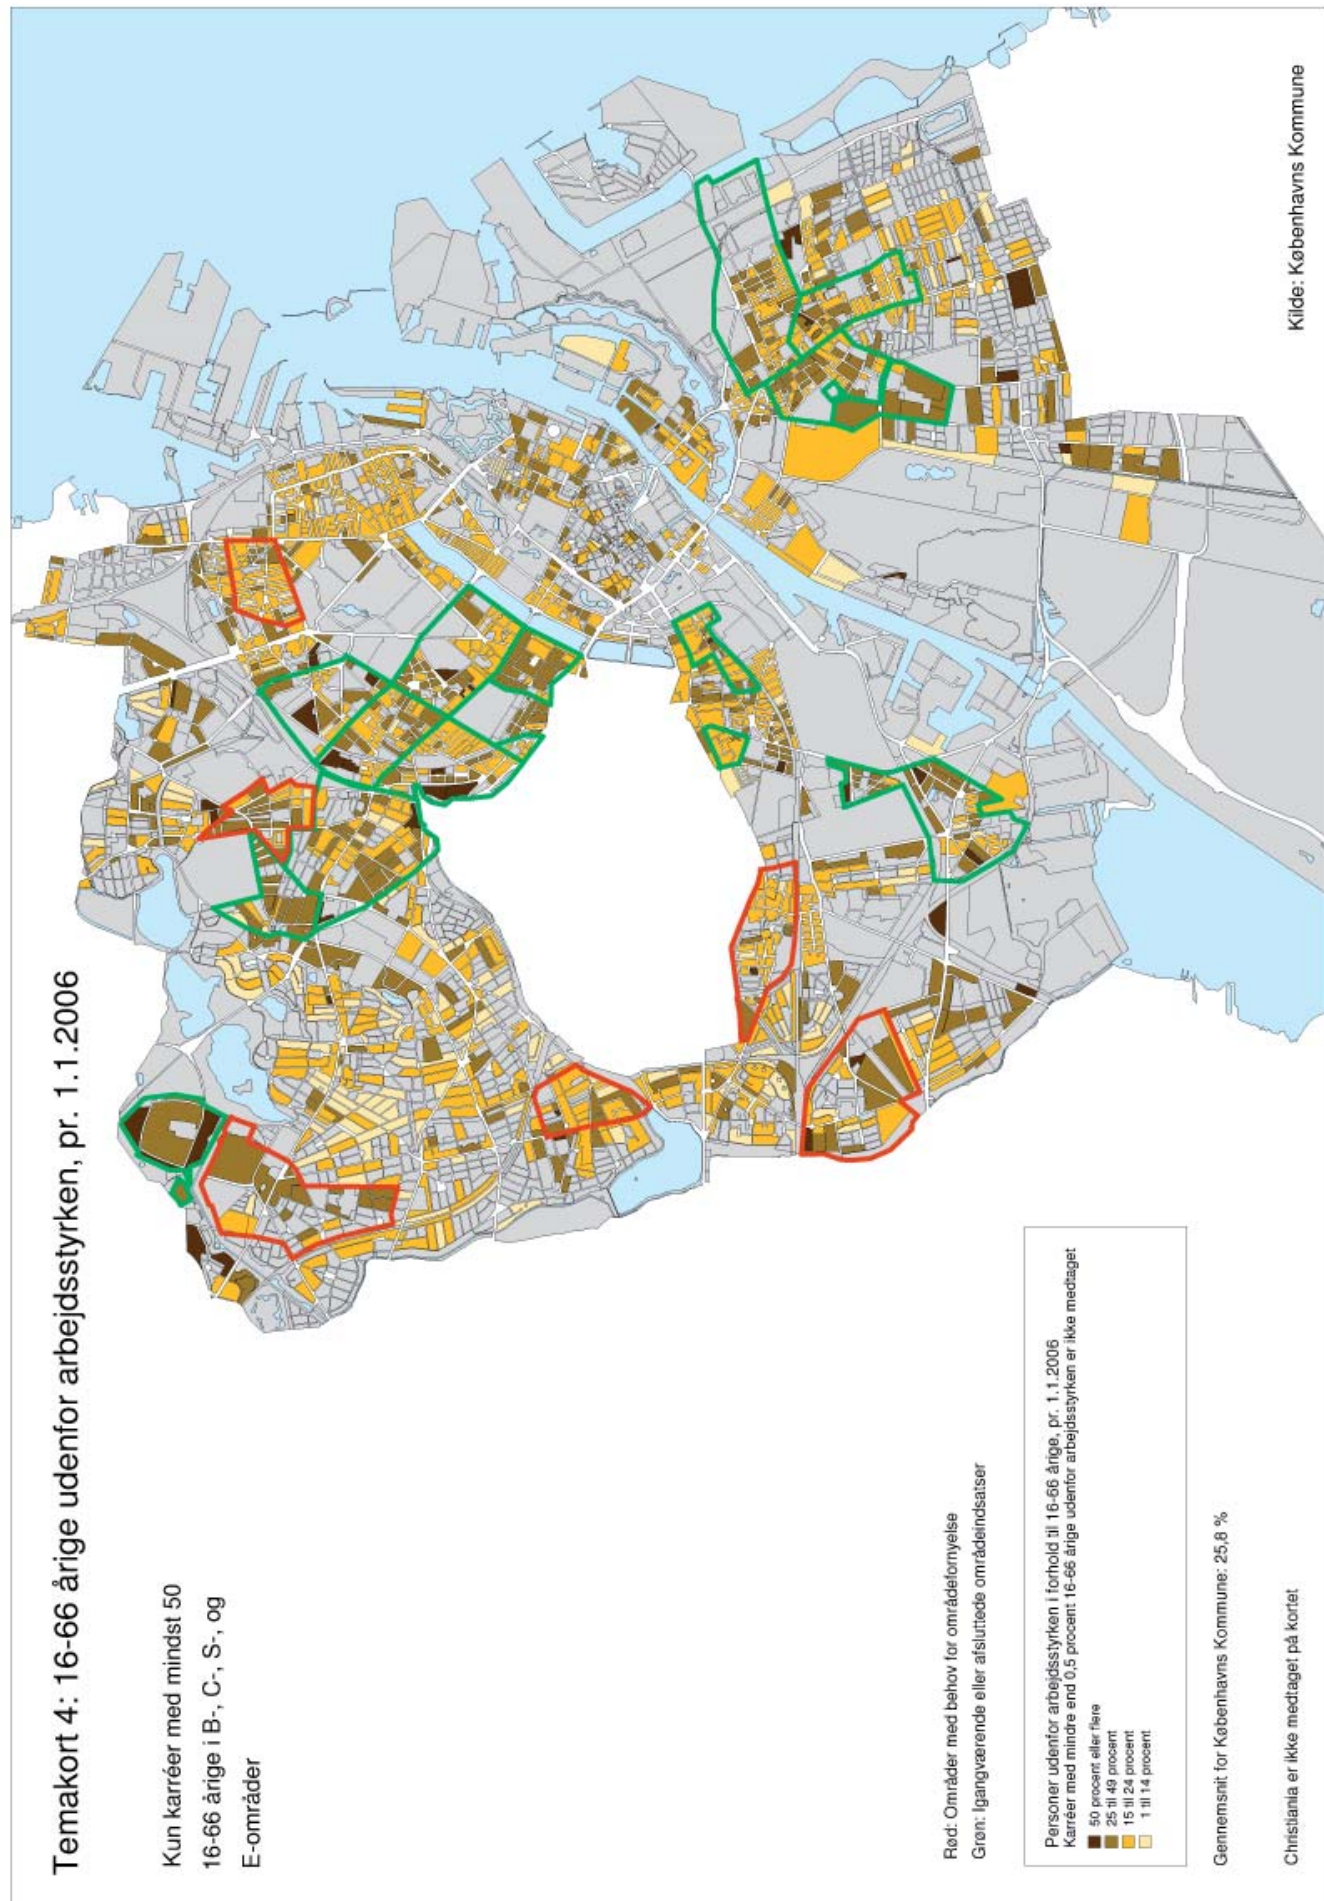 Temakort 4: 16-66 årige udenfor arbejdsstyrken, pr. 1.1.2006
Kun karréer med mindst 50
16-66 årige i B-, C-, S-, og
E-områder
Rød: Områder med behov for områdefornyelse
Grøn: Igangværende eller afsluttede områdeindsatser
Personer udenfor arbejdsstyrken i forhold til 16-66 årige, pr. 1.1.2006
Karréer med mindre end 0,5 procent 16-66 årige udenfor arbejdsstyrken er ikke medtaget
50 procent eller flere
25 til 49 procent
15 til 24 procent
1 til 14 procent
Gennemsnit for Københavns Kommune: 25,8 %
Christiania er ikke medtaget på kortet
Kilde: Københavns Kommune